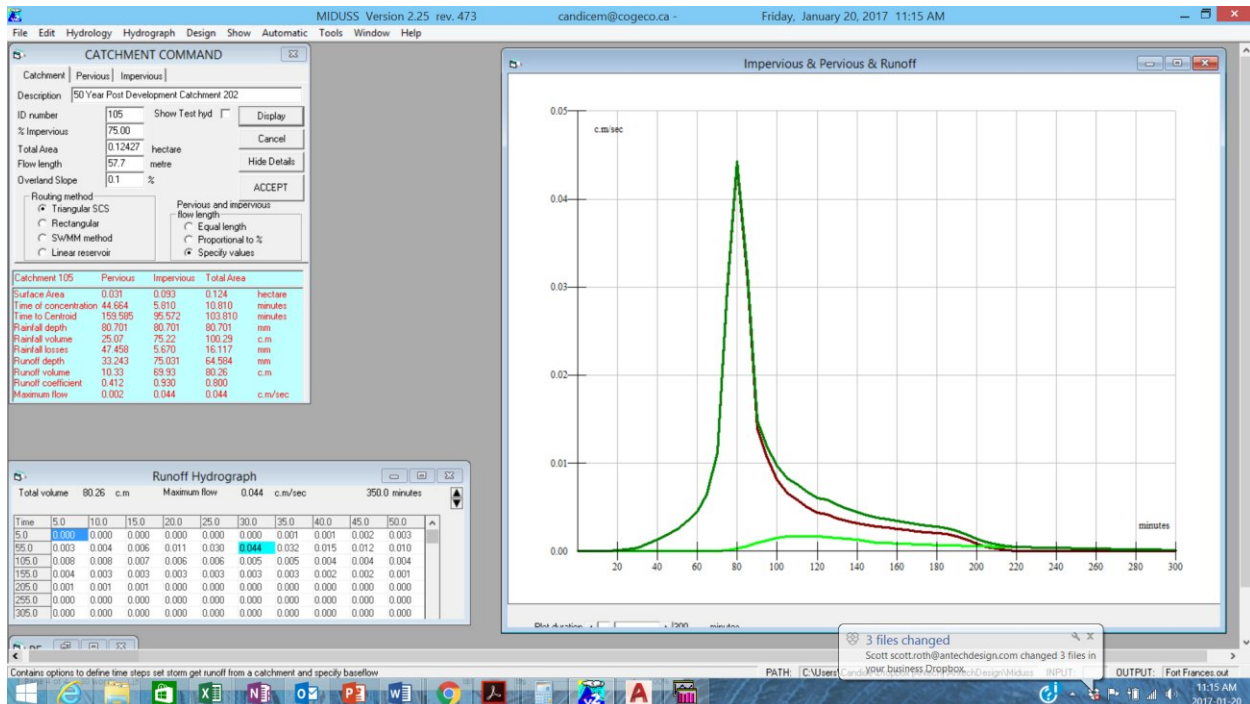 MIDUSS Version 2.25 rev. 473 candicem@cogeco.ca - Friday, January 20, 2017 11:15 AM
File Edit Hydrology Hydrograph Design Show Automatic Tools Window Help
CATCHMENT COMMAND
Catchment Pervious Impervious
Description 50 Year Post Development Catchment 202
ID number 105 Show Test hyd Display
% Impervious 75.00
Cancel
Total Area 0.12427 hectare
Flow length 57.7 metre Hide Details
Overland Slope 0.1 %
ACCEPT
Routing method
Triangular SCS
Rectangular
SWMM method
Linear reservoir
Pervious and impervious
flow length
Equal length
Proportional to %
Specify values
Catchment 105 Pervious Impervious Total Area
Surface Area 0.031 0.093 0.124 hectare
Time of concentration 44.664 5.810 10.810 minutes
Time to Centroid 159.585 95.572 103.810 minutes
Rainfall depth 80.701 80.701 80.701 mm
Rainfall volume 25.07 75.22 100.29 c.m
Rainfall losses 47.458 5.670 16.117 mm
Runoff depth 33.243 75.031 64.584 mm
Runoff volume 10.33 69.93 80.26 c.m
Runoff coefficient 0.412 0.930 0.800
Maximum flow 0.002 0.044 0.044 c.m/sec
Runoff Hydrograph
Total volume 80.26 c.m Maximum flow 0.044 c.m/sec 350.0 minutes
Time 5.0 10.0 15.0 20.0 25.0 30.0 35.0 40.0 45.0 50.0
5.0 0.000 0.000 0.000 0.000 0.000 0.000 0.001 0.001 0.002 0.003
55.0 0.003 0.004 0.006 0.011 0.030 0.044 0.032 0.015 0.012 0.010
105.0 0.008 0.008 0.007 0.006 0.006 0.005 0.005 0.004 0.004 0.004
155.0 0.004 0.003 0.003 0.003 0.003 0.003 0.003 0.002 0.002 0.001
205.0 0.001 0.001 0.001 0.000 0.000 0.000 0.000 0.000 0.000 0.000
255.0 0.000 0.000 0.000 0.000 0.000 0.000 0.000 0.000 0.000 0.000
305.0 0.000 0.000 0.000 0.000 0.000 0.000 0.000 0.000 0.000 0.000
Impervious & Pervious & Runoff
0.05
c.m/sec
0.04
0.03
0.02
0.01
minutes
0.00
20 40 60 80 100 120 140 160 180 200 220 240 260 280 300
Plot duration 300 minutes
3 files changed
Scott scott.roth@antechdesign.com changed 3 files in
your business Dropbox.
Contains options to define time steps set storm get runoff from a catchment and specify baseflow PATH: C:\Users\ INPUT: OUTPUT: Fort Frances.out
11:15 AM
2017-01-20